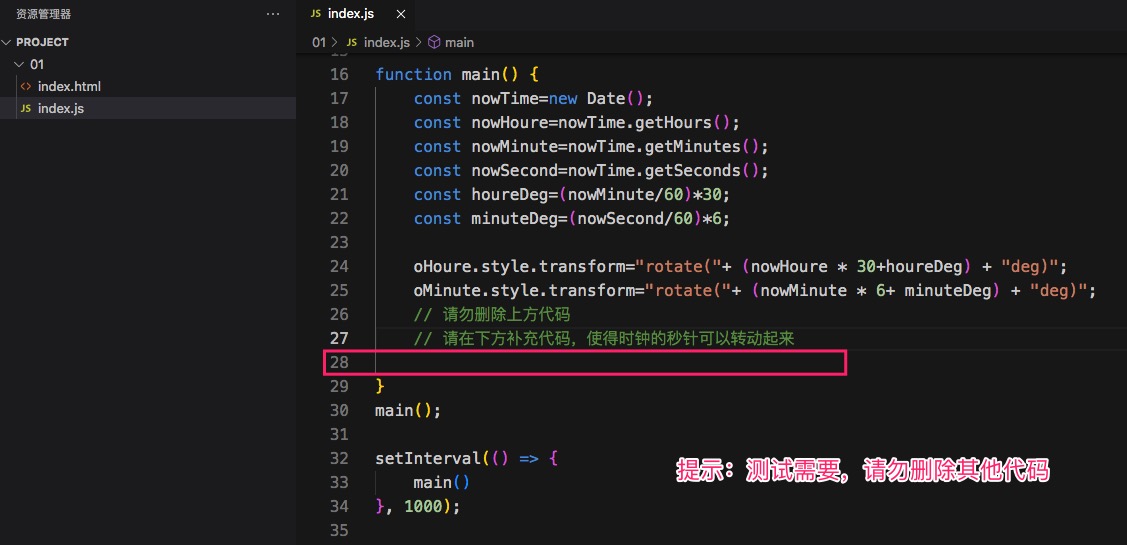 资源管理器 ···
JS index.js ×
PROJECT
01 > JS index.js > main
01
<> index.html
JS index.js
16 function main() {
17 const nowTime=new Date();
18 const nowHoure=nowTime.getHours();
19 const nowMinute=nowTime.getMinutes();
20 const nowSecond=nowTime.getSeconds();
21 const houreDeg=(nowMinute/60)*30;
22 const minuteDeg=(nowSecond/60)*6;
23
24 oHoure.style.transform="rotate("+ (nowHoure * 30+houreDeg) + "deg)";
25 oMinute.style.transform="rotate("+ (nowMinute * 6+ minuteDeg) + "deg)";
26 // 请勿删除上方代码
27 // 请在下方补充代码，使得时钟的秒针可以转动起来
28
29 }
30 main();
31
32 setInterval(() => {
33 main()
34 }, 1000);
35
提示：测试需要，请勿删除其他代码